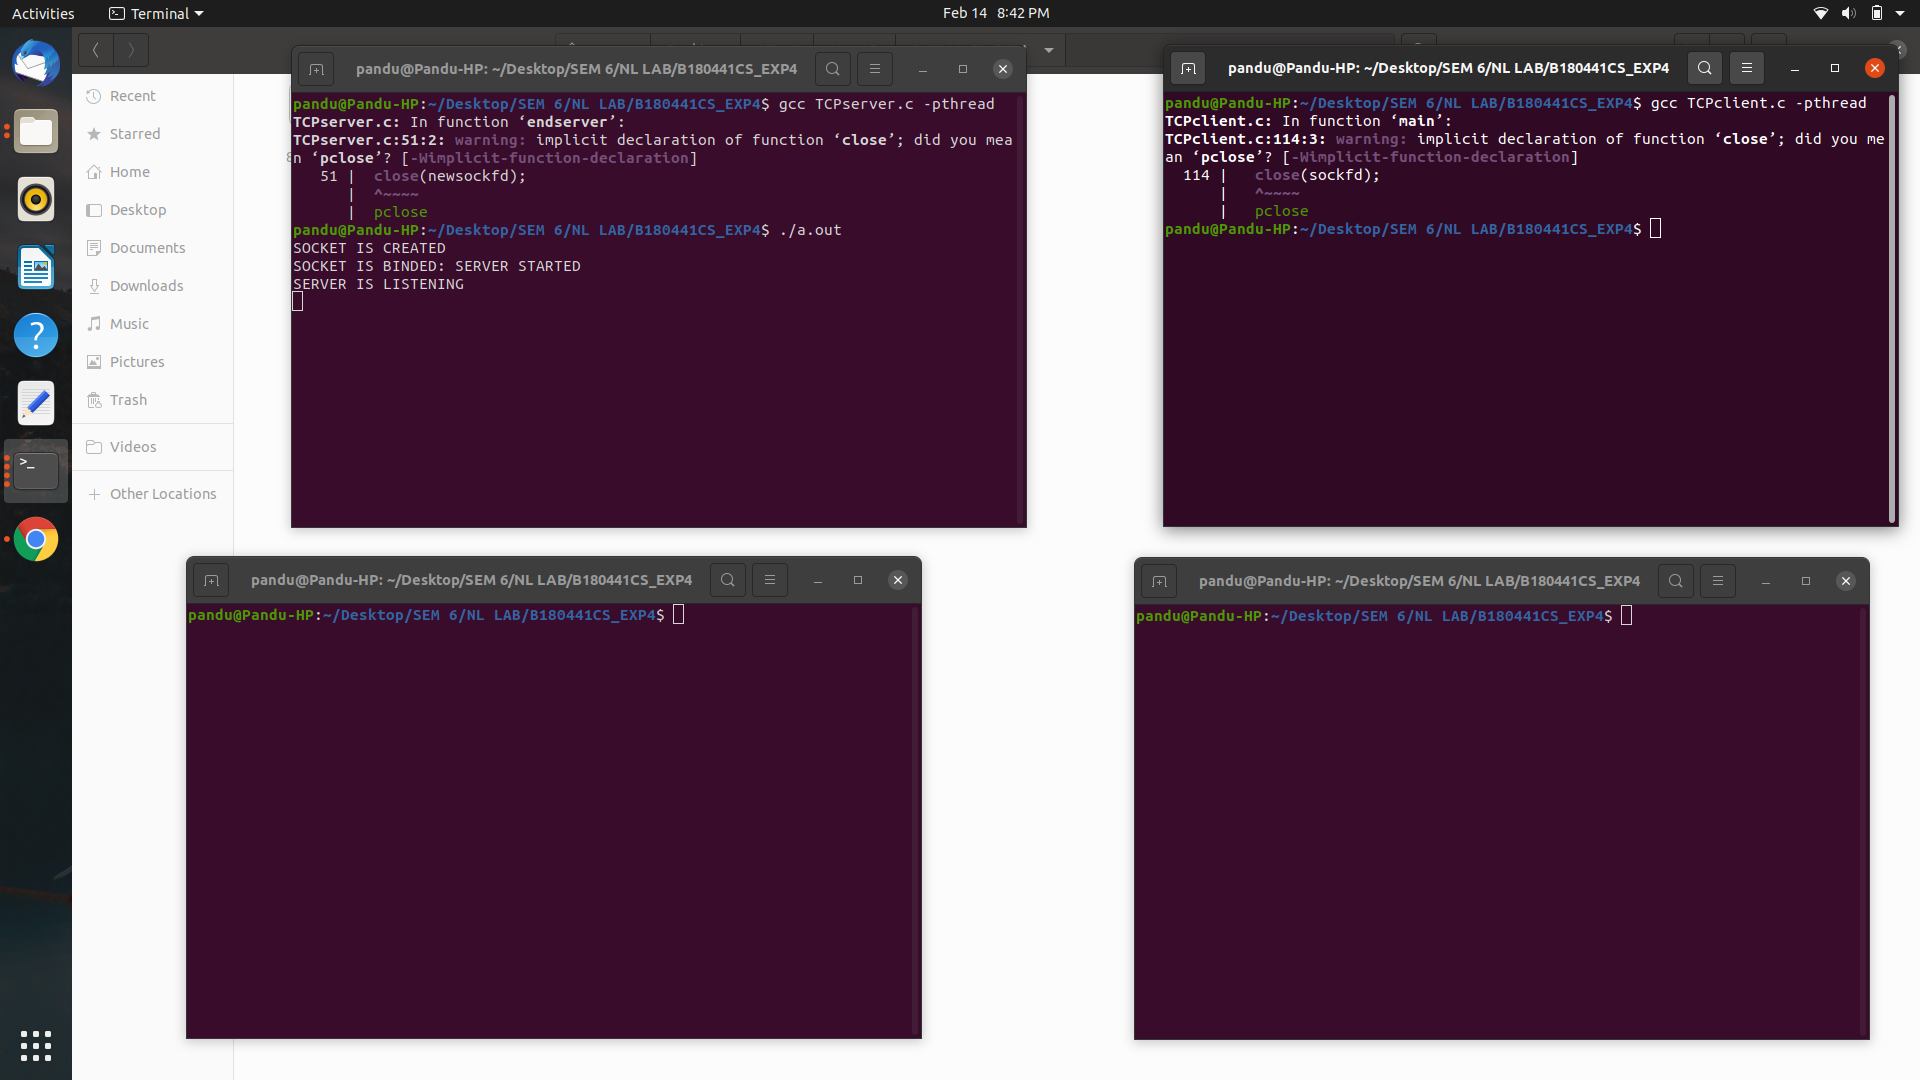 Activities
Terminal
Feb 14 8:42 PM
Recent
Starred
Home
Desktop
Documents
Downloads
Music
Pictures
Trash
Videos
Other Locations
pandu@Pandu-HP: ~/Desktop/SEM 6/NL LAB/B180441CS_EXP4
pandu@Pandu-HP:~/Desktop/SEM 6/NL LAB/B180441CS_EXP4$ gcc TCPserver.c -pthread
TCPserver.c: In function ‘endserver’:
TCPserver.c:51:2: warning: implicit declaration of function ‘close’; did you mea
n ‘pclose’? [-Wimplicit-function-declaration]
   51 |  close(newsockfd);
      |  ^~~~~
      |  pclose
pandu@Pandu-HP:~/Desktop/SEM 6/NL LAB/B180441CS_EXP4$ ./a.out
SOCKET IS CREATED
SOCKET IS BINDED: SERVER STARTED
SERVER IS LISTENING
pandu@Pandu-HP: ~/Desktop/SEM 6/NL LAB/B180441CS_EXP4
pandu@Pandu-HP:~/Desktop/SEM 6/NL LAB/B180441CS_EXP4$ gcc TCPclient.c -pthread
TCPclient.c: In function ‘main’:
TCPclient.c:114:3: warning: implicit declaration of function ‘close’; did you me
an ‘pclose’? [-Wimplicit-function-declaration]
  114 |   close(sockfd);
      |   ^~~~~
      |   pclose
pandu@Pandu-HP:~/Desktop/SEM 6/NL LAB/B180441CS_EXP4$
pandu@Pandu-HP: ~/Desktop/SEM 6/NL LAB/B180441CS_EXP4
pandu@Pandu-HP:~/Desktop/SEM 6/NL LAB/B180441CS_EXP4$
pandu@Pandu-HP: ~/Desktop/SEM 6/NL LAB/B180441CS_EXP4
pandu@Pandu-HP:~/Desktop/SEM 6/NL LAB/B180441CS_EXP4$